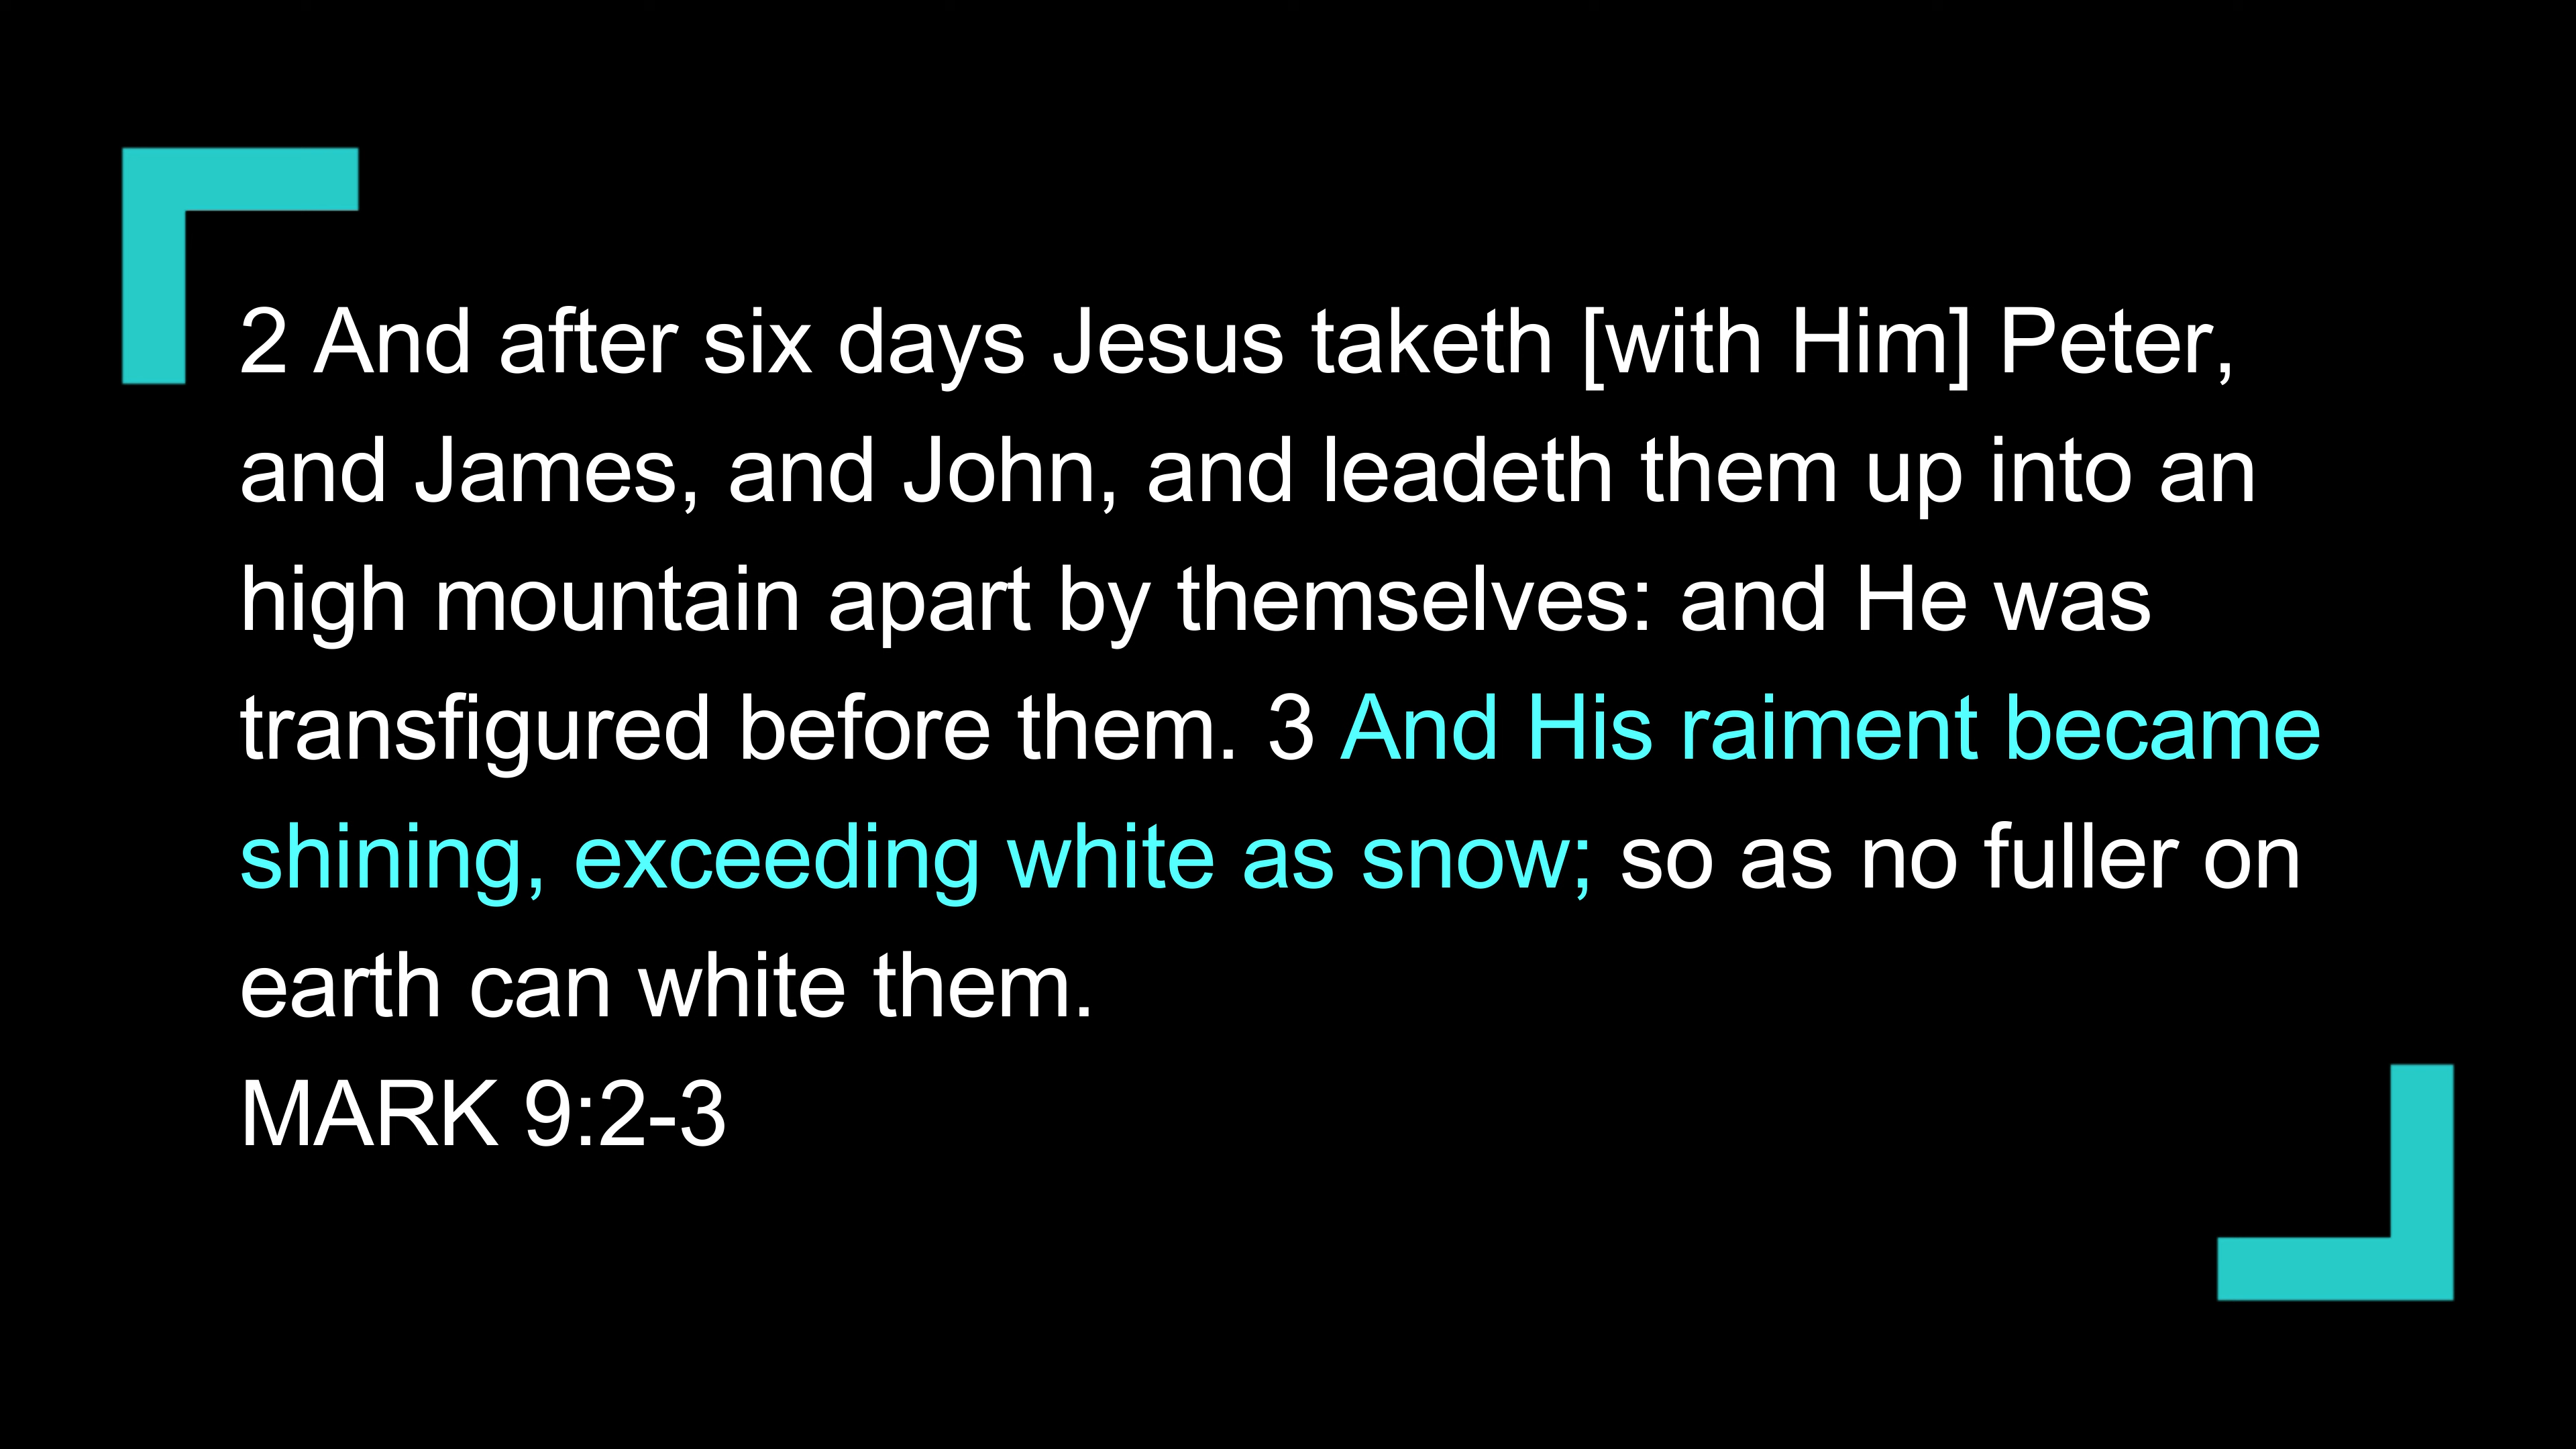 2 And after six days Jesus taketh [with Him] Peter,
and James, and John, and leadeth them up into an
high mountain apart by themselves: and He was
transfigured before them. 3 And His raiment became
shining, exceeding white as snow; so as no fuller on
earth can white them.
MARK 9:2-3